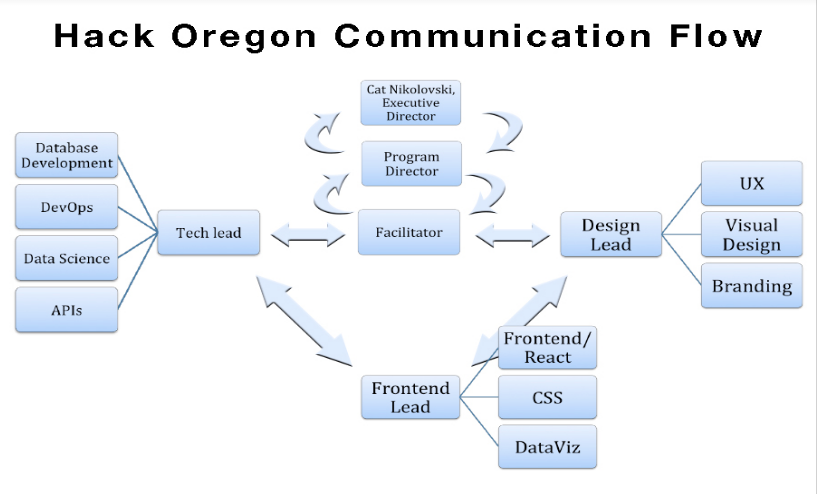 Hack Oregon Communication Flow
Cat Nikolovski,
Executive
Director
Program
Director
Facilitator
Database
Development
DevOps
Data Science
APIs
Tech lead
Design
Lead
UX
Visual
Design
Branding
Frontend
Lead
Frontend/
React
CSS
DataViz